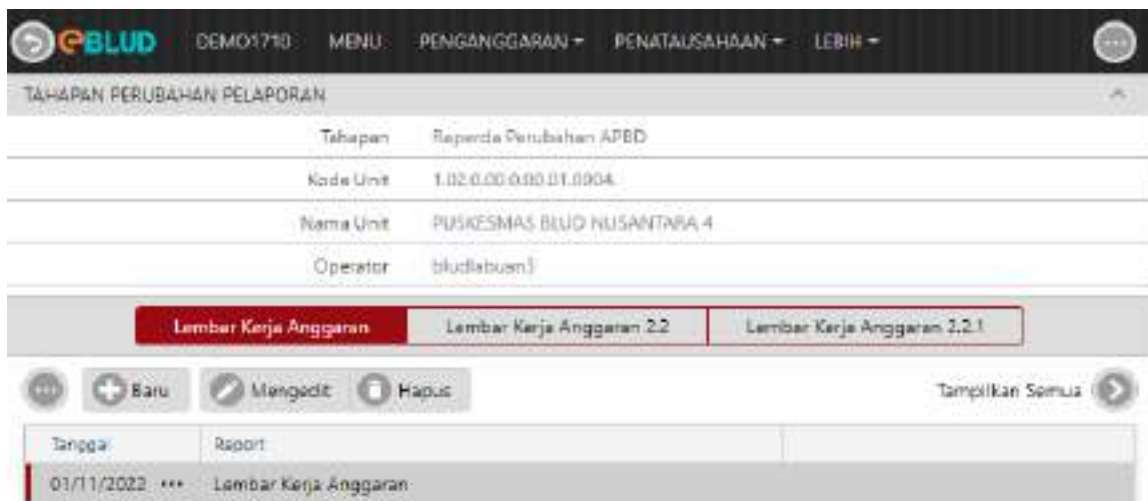 eBLUD DEMO1710 MENU PENGANGGARAN PENATAUSAHAAN LEBIH
TAHAPAN PERUBAHAN PELAPORAN
Tahapan Raperda Perubahan APBD
Kode Unit 1.02.0.00.0.00.01.0004.
Nama Unit PUSKESMAS BLUD NUSANTARA 4
Operator bludlabuan3
Lembar Kerja Anggaran Lembar Kerja Anggaran 2.2 Lembar Kerja Anggaran 2.2.1
Baru Mengedit Hapus Tampilkan Semua
Tanggal Raport
01/11/2022 Lembar Kerja Anggaran